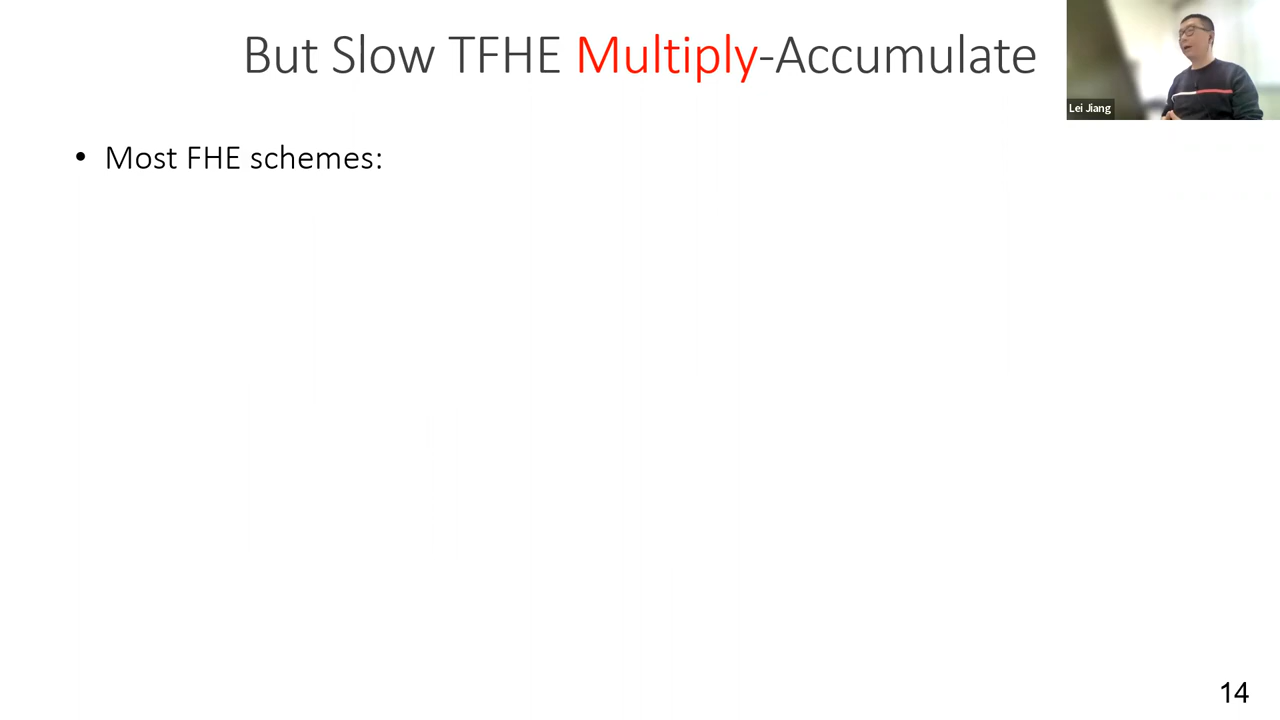 But Slow TFHE Multiply-Accumulate
Lei Jiang
• Most FHE schemes:
14